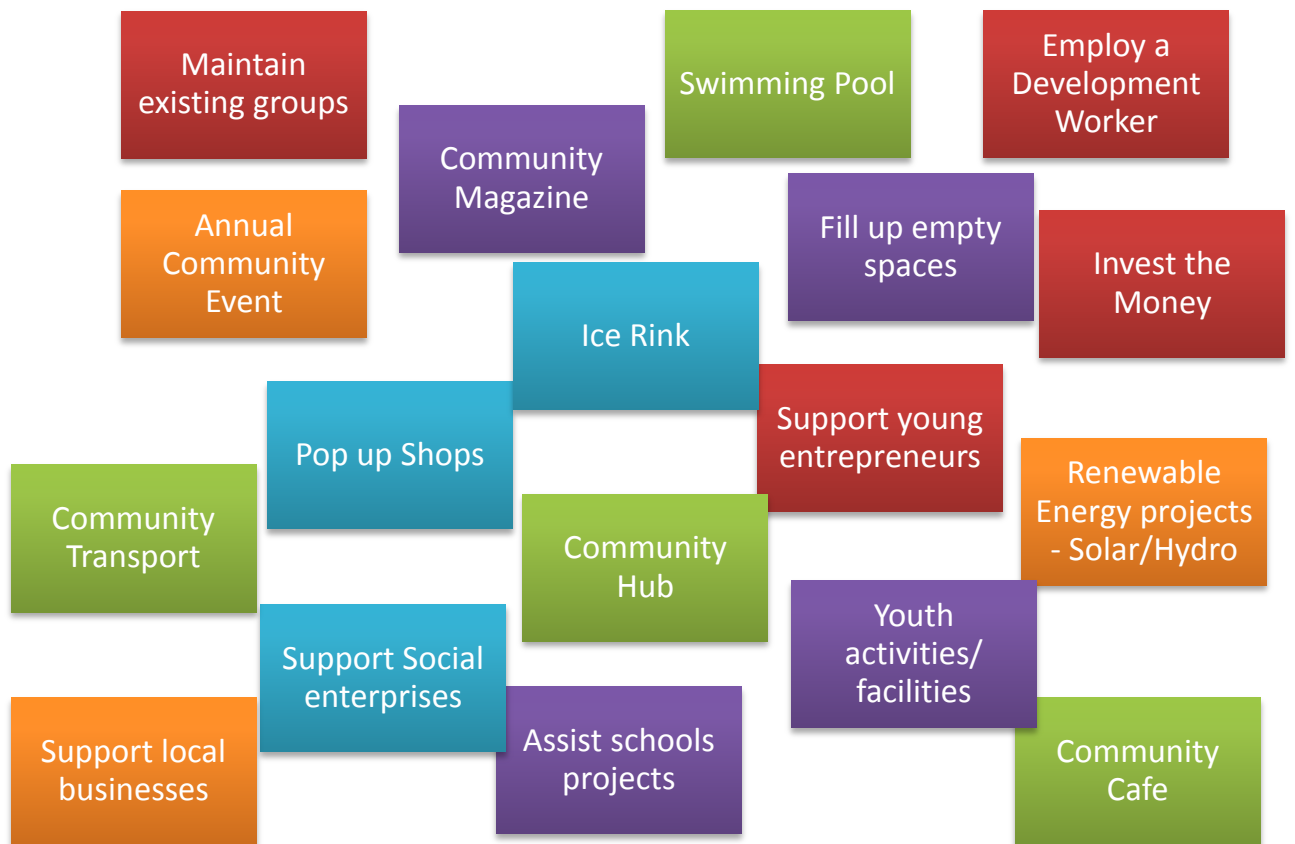 Maintain
existing groups
Swimming Pool
Employ a
Development
Worker
Community
Magazine
Annual
Community
Event
Fill up empty
spaces
Invest the
Money
Ice Rink
Pop up Shops
Support young
entrepreneurs
Renewable
Energy projects
- Solar/Hydro
Community
Transport
Community
Hub
Youth
activities/
facilities
Support Social
enterprises
Support local
businesses
Assist schools
projects
Community
Cafe